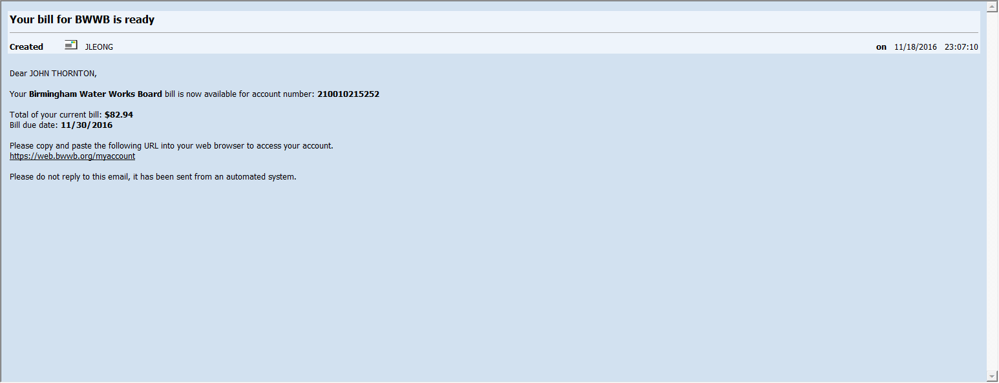 Your bill for BWWB is ready
Created JLEONG on 11/18/2016 23:07:10
Dear JOHN THORNTON,
Your Birmingham Water Works Board bill is now available for account number: 210010215252
Total of your current bill: $82.94
Bill due date: 11/30/2016
Please copy and paste the following URL into your web browser to access your account.
https://web.bwwb.org/myaccount
Please do not reply to this email, it has been sent from an automated system.